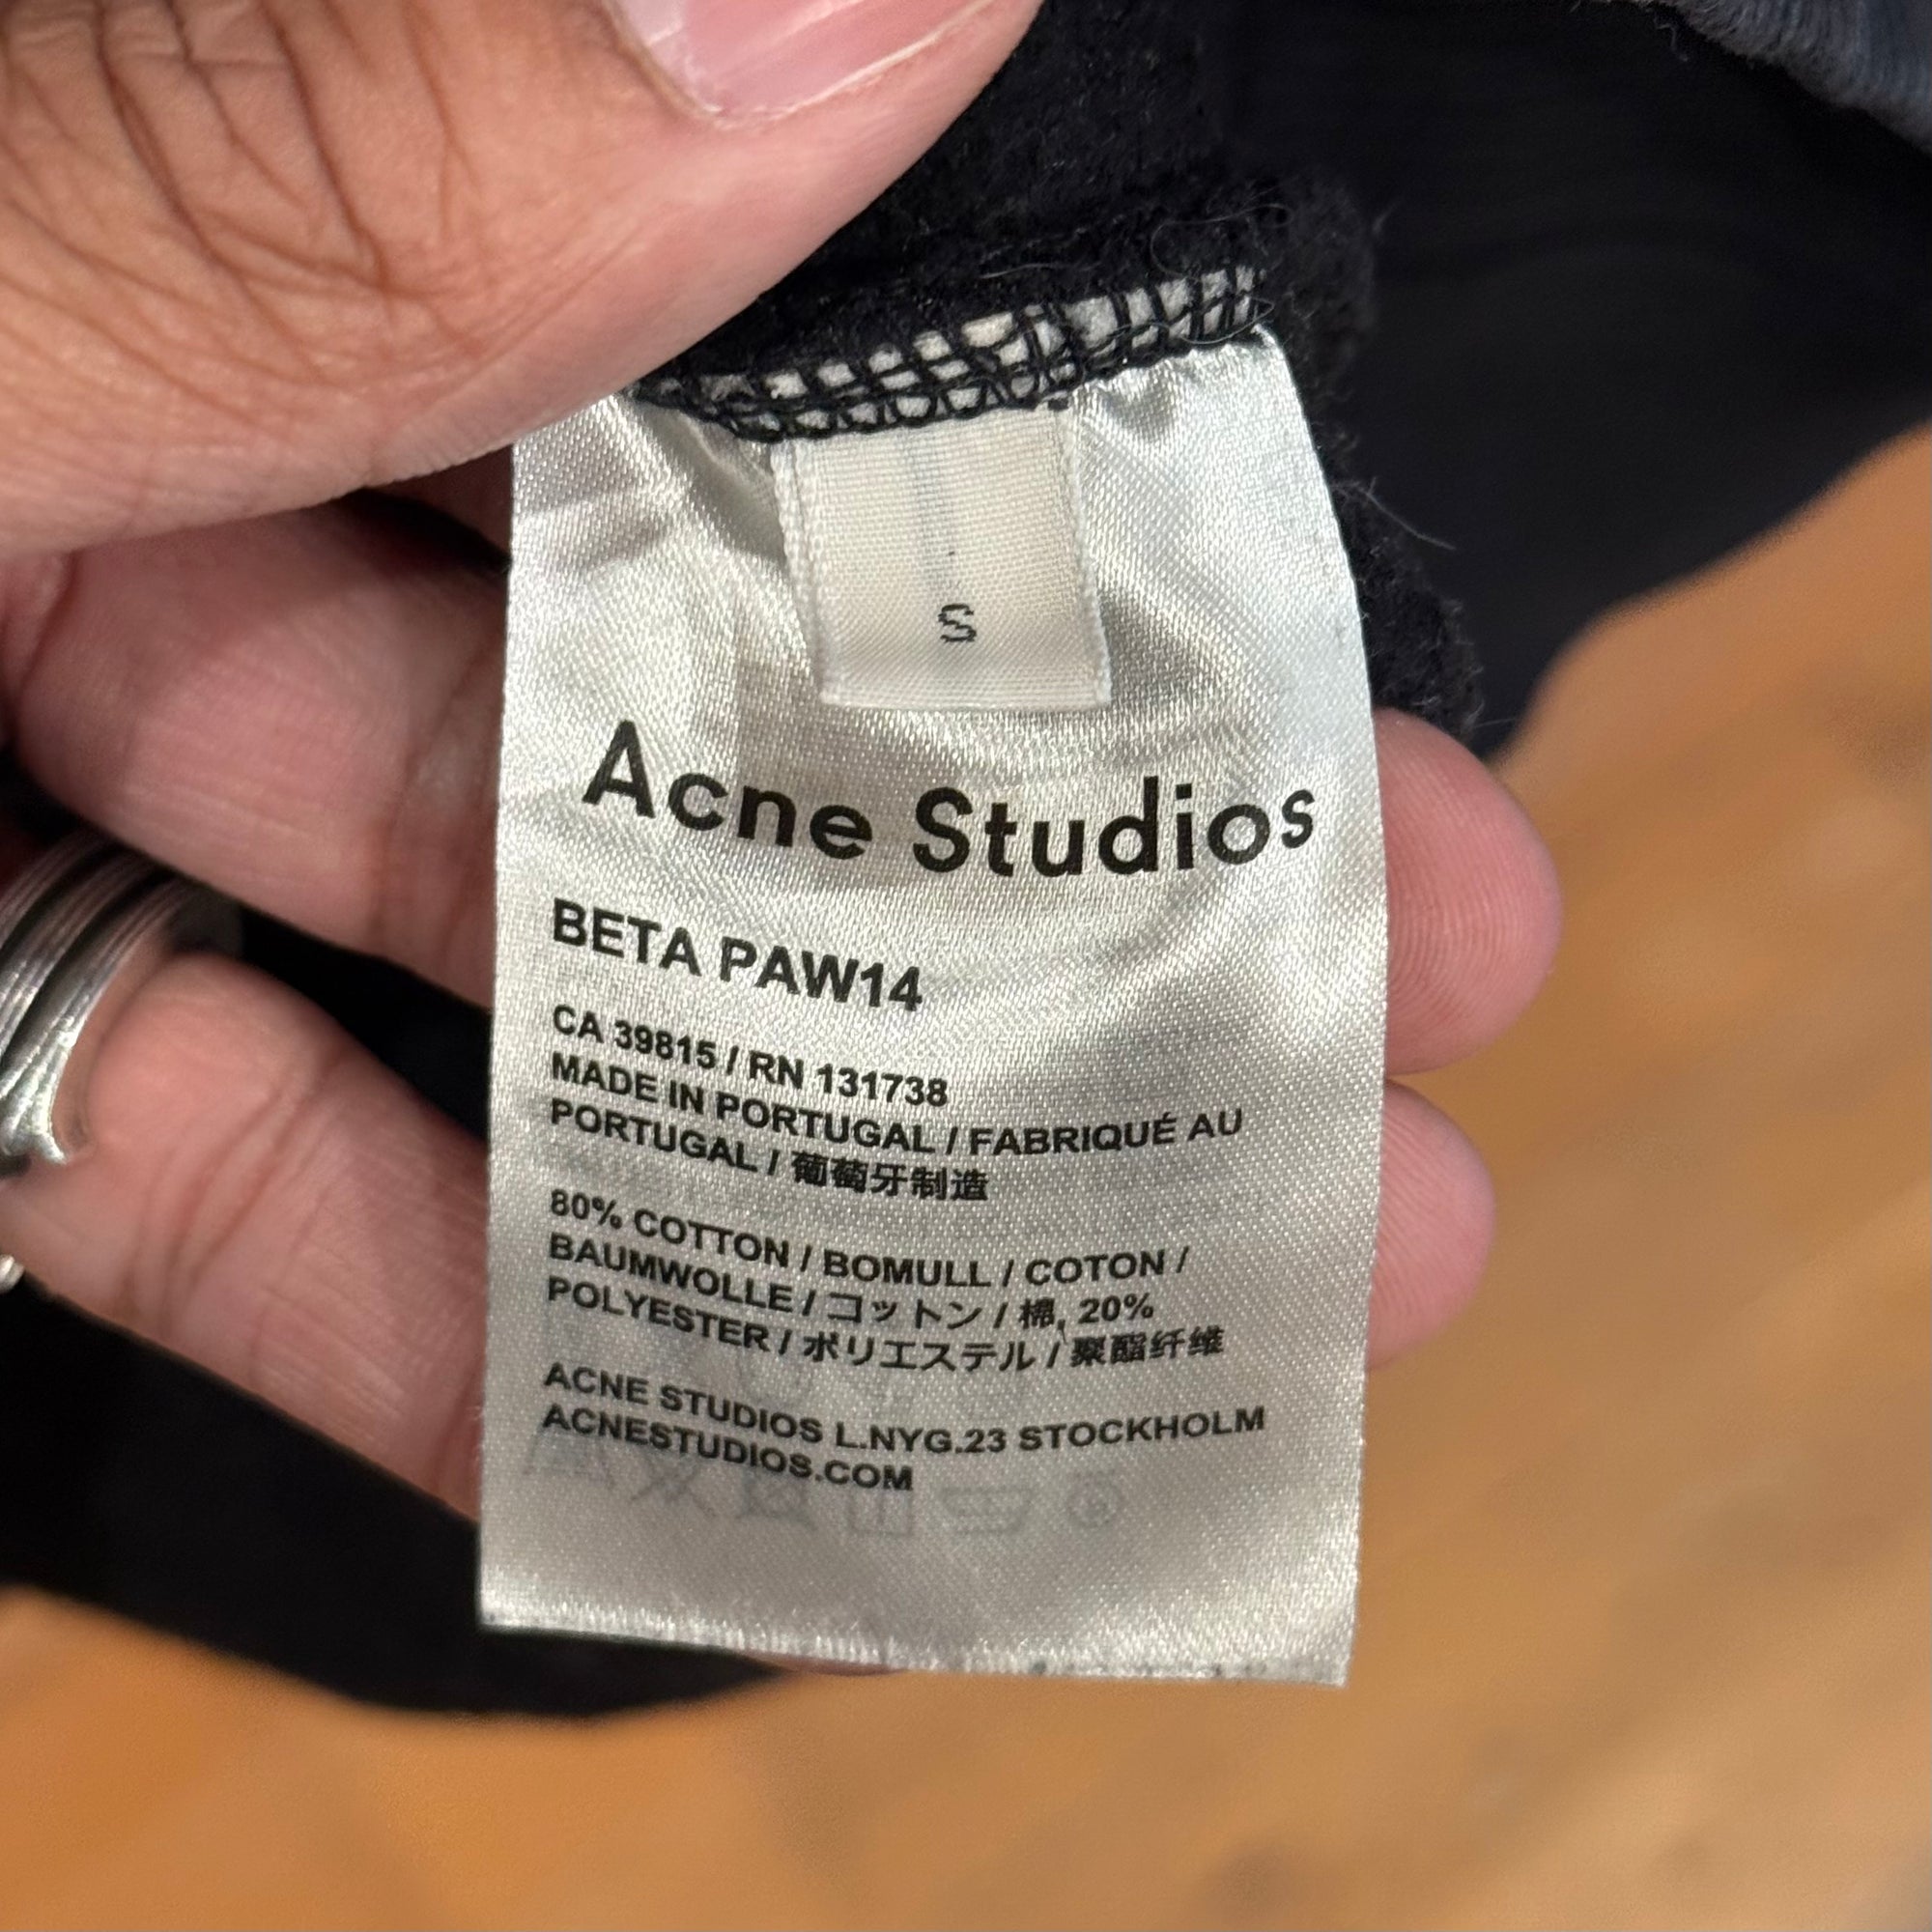 S
Acne Studios
BETA PAW14
CA 39815 / RN 131738
MADE IN PORTUGAL / FABRIQUÉ AU
PORTUGAL / 葡萄牙制造
80% COTTON / BOMULL / COTON /
BAUMWOLLE / コットン / 棉, 20%
POLYESTER / ポリエステル / 聚酯纤维
ACNE STUDIOS L.NYG.23 STOCKHOLM
ACNESTUDIOS.COM